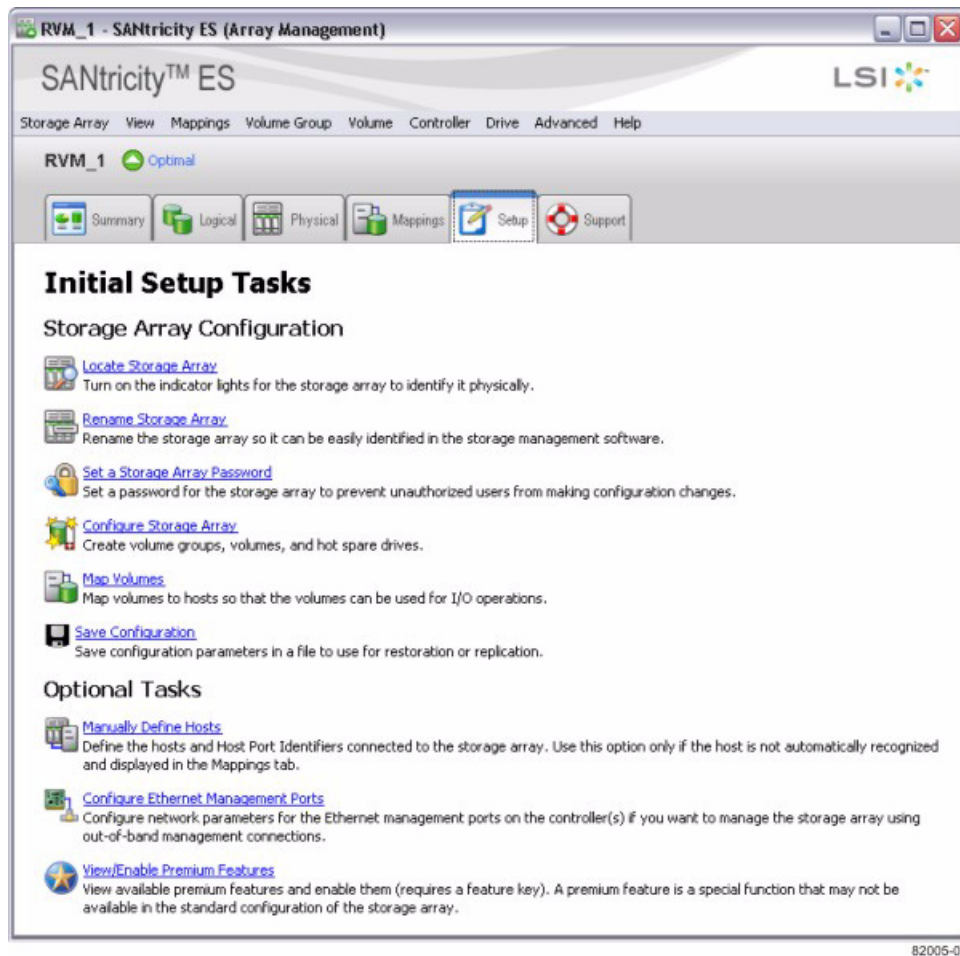 RVM_1 - SANtricity ES (Array Management)
SANtricity™ ES
LSI
Storage Array View Mappings Volume Group Volume Controller Drive Advanced Help
RVM_1 Optimal
Summary Logical Physical Mappings Setup Support
Initial Setup Tasks
Storage Array Configuration
Locate Storage Array
Turn on the indicator lights for the storage array to identify it physically.
Rename Storage Array
Rename the storage array so it can be easily identified in the storage management software.
Set a Storage Array Password
Set a password for the storage array to prevent unauthorized users from making configuration changes.
Configure Storage Array
Create volume groups, volumes, and hot spare drives.
Map Volumes
Map volumes to hosts so that the volumes can be used for I/O operations.
Save Configuration
Save configuration parameters in a file to use for restoration or replication.
Optional Tasks
Manually Define Hosts
Define the hosts and Host Port Identifiers connected to the storage array. Use this option only if the host is not automatically recognized
and displayed in the Mappings tab.
Configure Ethernet Management Ports
Configure network parameters for the Ethernet management ports on the controller(s) if you want to manage the storage array using
out-of-band management connections.
View/Enable Premium Features
View available premium features and enable them (requires a feature key). A premium feature is a special function that may not be
available in the standard configuration of the storage array.
82005-0